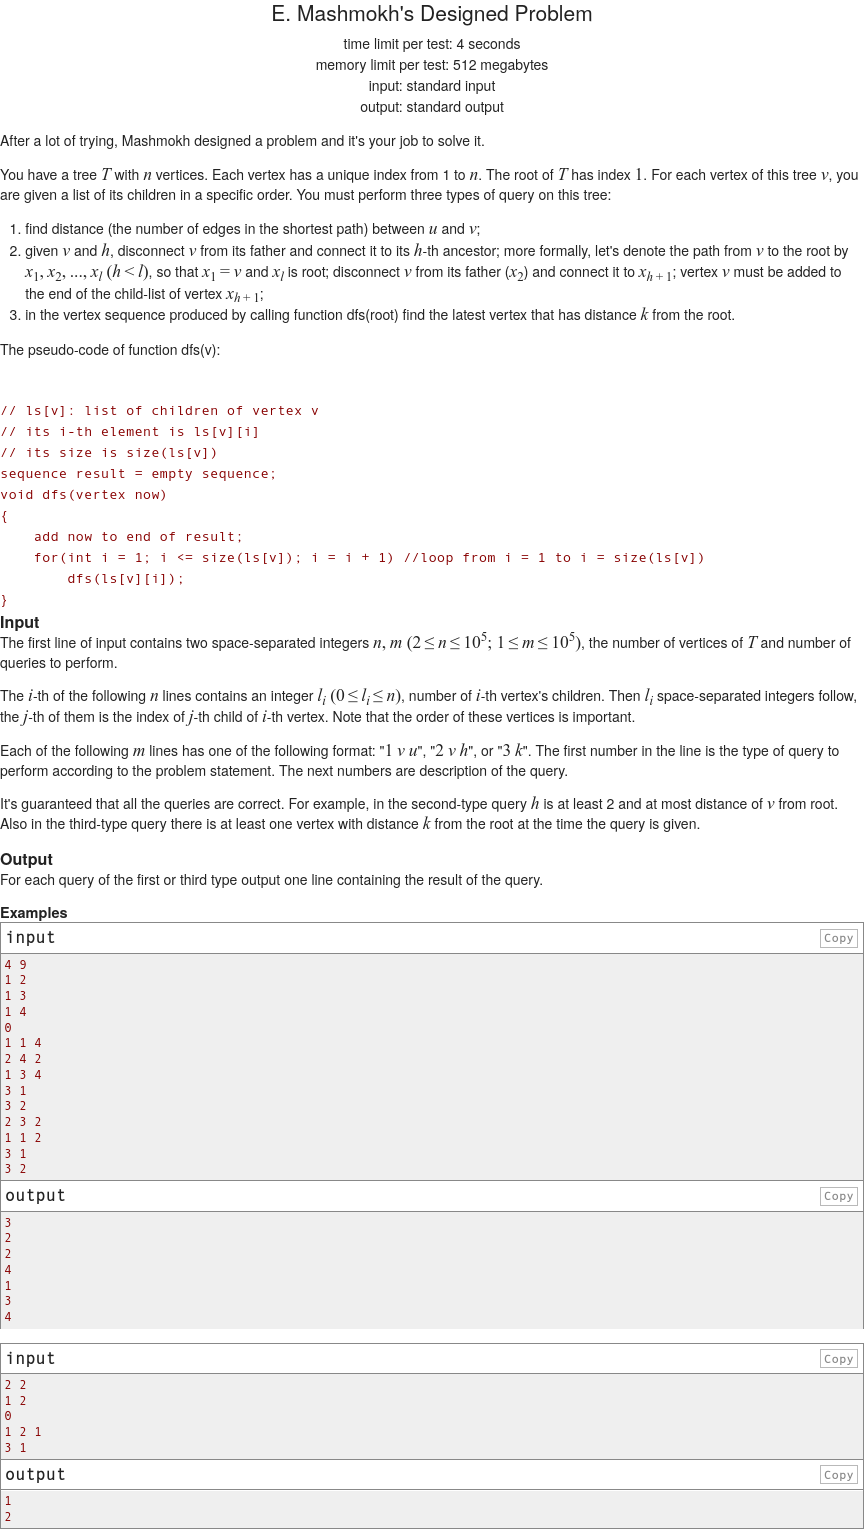 E. Mashmokh's Designed Problem
time limit per test: 4 seconds
memory limit per test: 512 megabytes
input: standard input
output: standard output
After a lot of trying, Mashmokh designed a problem and it's your job to solve it.
You have a tree T with n vertices. Each vertex has a unique index from 1 to n. The root of T has index 1. For each vertex of this tree v, you
are given a list of its children in a specific order. You must perform three types of query on this tree:
1. find distance (the number of edges in the shortest path) between u and v;
2. given v and h, disconnect v from its father and connect it to its h-th ancestor; more formally, let's denote the path from v to the root by
x1, x2, ..., xl (h < l), so that x1 = v and xl is root; disconnect v from its father (x2) and connect it to xh + 1; vertex v must be added to
the end of the child-list of vertex xh + 1;
3. in the vertex sequence produced by calling function dfs(root) find the latest vertex that has distance k from the root.
The pseudo-code of function dfs(v):
// ls[v]: list of children of vertex v
// its i-th element is ls[v][i]
// its size is size(ls[v])
sequence result = empty sequence;
void dfs(vertex now)
{
    add now to end of result;
    for(int i = 1; i <= size(ls[v]); i = i + 1) //loop from i = 1 to i = size(ls[v])
        dfs(ls[v][i]);
}
Input
The first line of input contains two space-separated integers n, m (2 ≤ n ≤ 10^5; 1 ≤ m ≤ 10^5), the number of vertices of T and number of
queries to perform.
The i-th of the following n lines contains an integer li (0 ≤ li ≤ n), number of i-th vertex's children. Then li space-separated integers follow,
the j-th of them is the index of j-th child of i-th vertex. Note that the order of these vertices is important.
Each of the following m lines has one of the following format: "1 v u", "2 v h", or "3 k". The first number in the line is the type of query to
perform according to the problem statement. The next numbers are description of the query.
It's guaranteed that all the queries are correct. For example, in the second-type query h is at least 2 and at most distance of v from root.
Also in the third-type query there is at least one vertex with distance k from the root at the time the query is given.
Output
For each query of the first or third type output one line containing the result of the query.
Examples
input
Copy
4 9
1 2
1 3
1 4
0
1 1 4
2 4 2
1 3 4
3 1
3 2
2 3 2
1 1 2
3 1
3 2
output
Copy
3
2
2
4
1
3
4
input
Copy
2 2
1 2
0
1 2 1
3 1
output
Copy
1
2